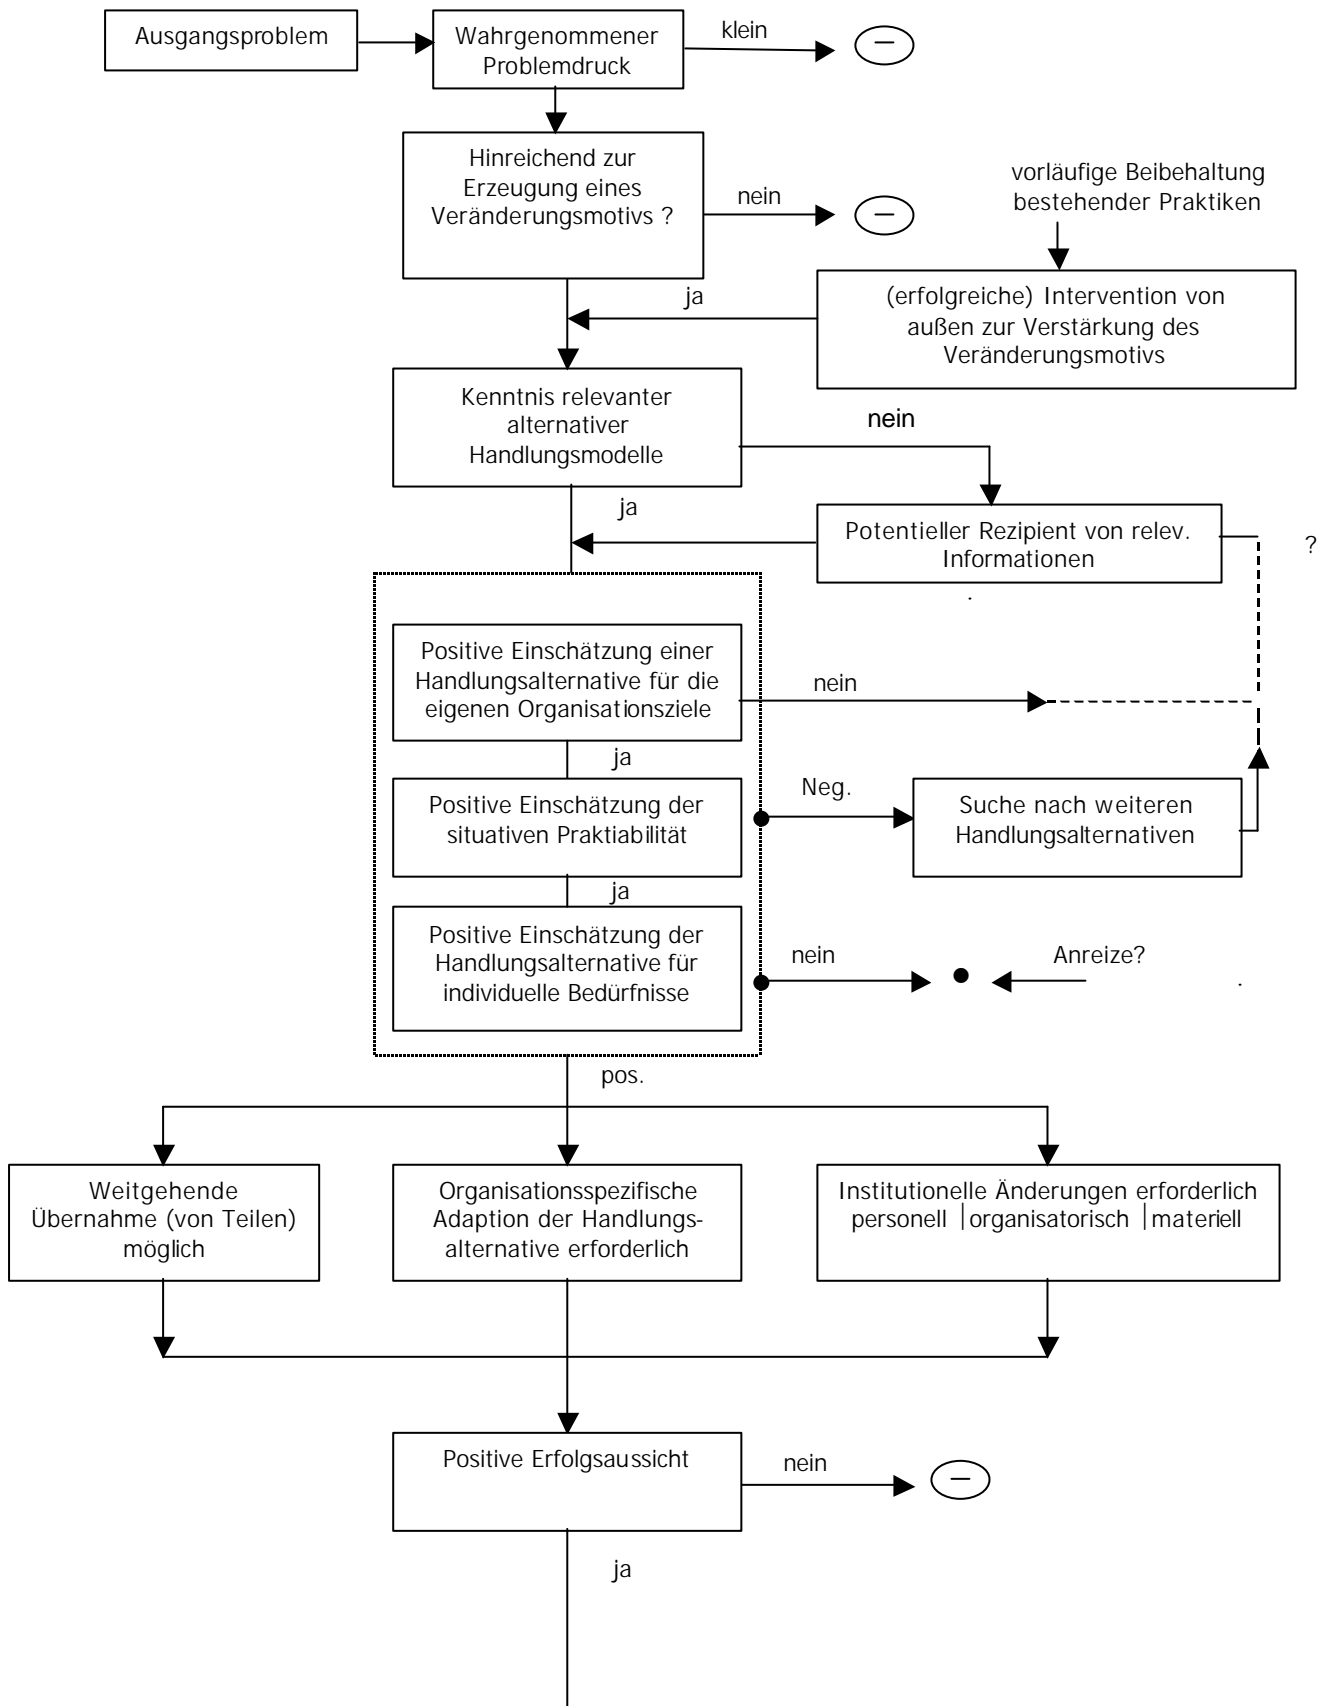 Ausgangsproblem
Wahrgenommener
Problemdruck
klein
–
Hinreichend zur
Erzeugung eines
Veränderungsmotivs ?
nein
–
vorläufige Beibehaltung
bestehender Praktiken
ja
(erfolgreiche) Intervention von
außen zur Verstärkung des
Veränderungsmotivs
Kenntnis relevanter
alternativer
Handlungsmodelle
nein
ja
Potentieller Rezipient von relev.
Informationen
?
.
Positive Einschätzung einer
Handlungsalternative für die
eigenen Organisationsziele
nein
ja
Positive Einschätzung der
situativen Praktiabilität
Neg.
Suche nach weiteren
Handlungsalternativen
ja
Positive Einschätzung der
Handlungsalternative für
individuelle Bedürfnisse
nein
•
Anreize?
.
pos.
Weitgehende
Übernahme (von Teilen)
möglich
Organisationsspezifische
Adaption der Handlungs-
alternative erforderlich
Institutionelle Änderungen erforderlich
personell |organisatorisch |materiell
Positive Erfolgsaussicht
nein
–
ja